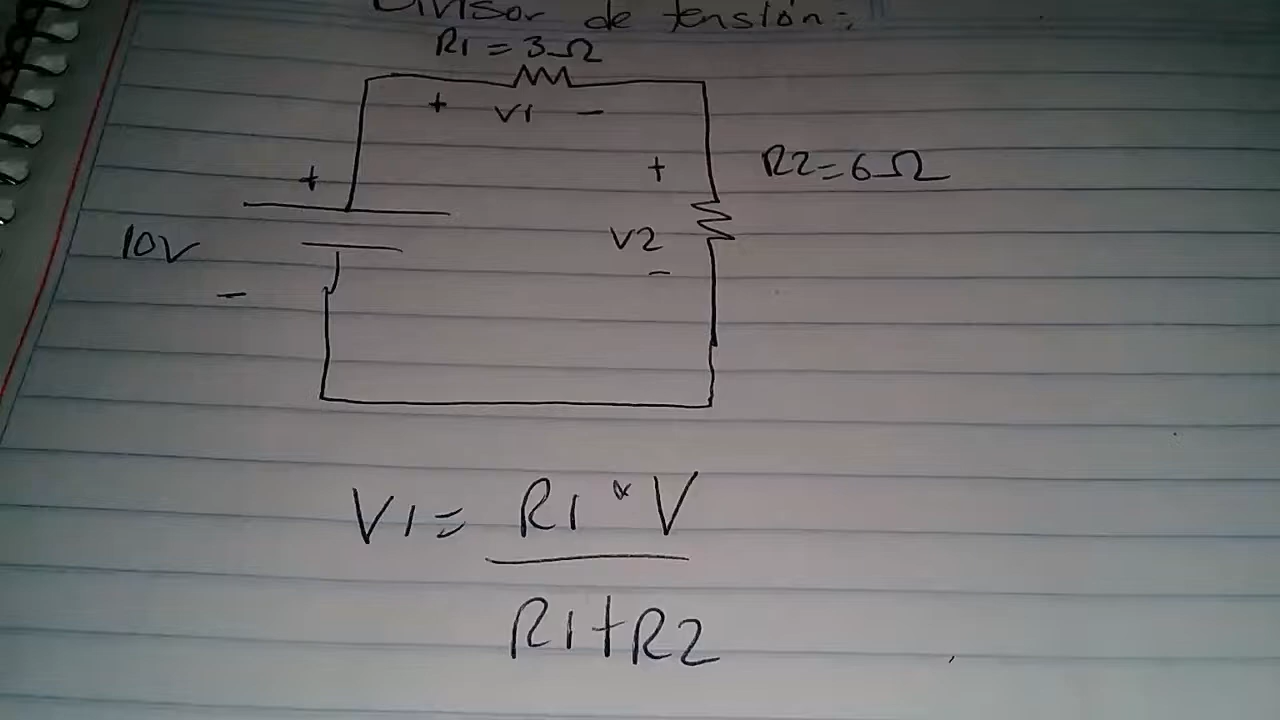 Divisor de tensión:
R1 = 3Ω
+ V1 -
+
+
R2=6Ω
10V
V2
-
-
V1 = R1 * V
R1+R2